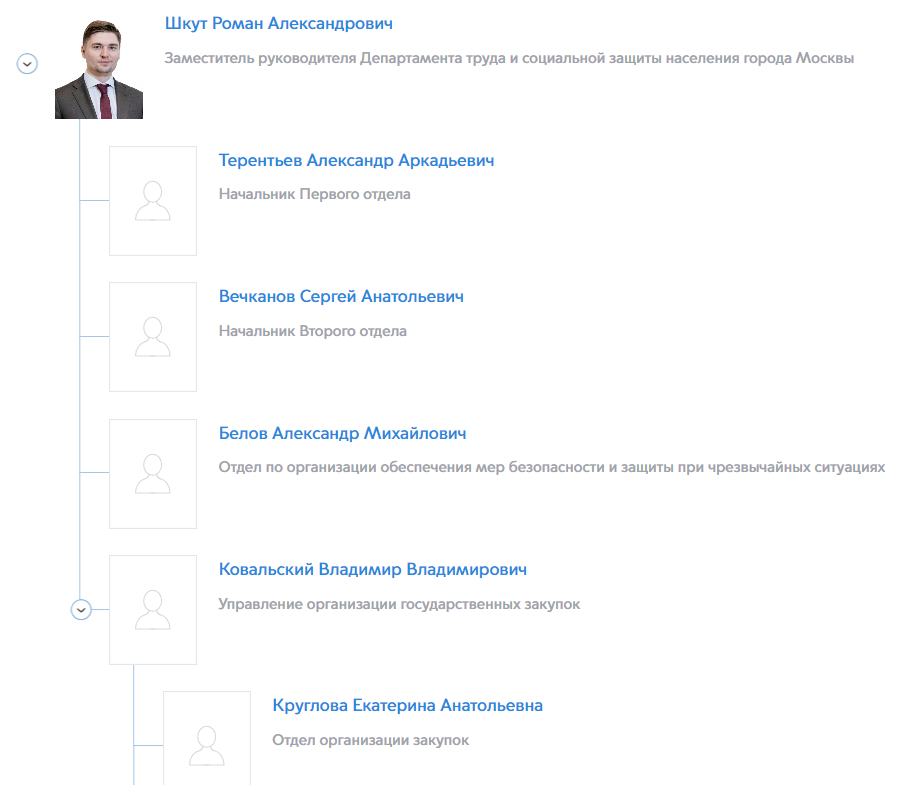 Шкут Роман Александрович
Заместитель руководителя Департамента труда и социальной защиты населения города Москвы
Терентьев Александр Аркадьевич
Начальник Первого отдела
Вечканов Сергей Анатольевич
Начальник Второго отдела
Белов Александр Михайлович
Отдел по организации обеспечения мер безопасности и защиты при чрезвычайных ситуациях
Ковальский Владимир Владимирович
Управление организации государственных закупок
Круглова Екатерина Анатольевна
Отдел организации закупок